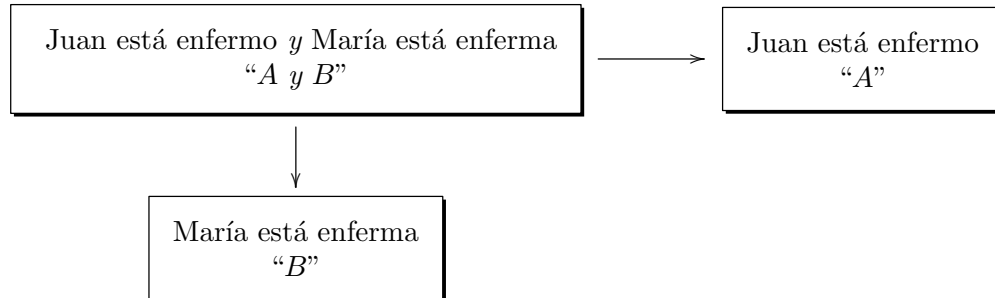 Juan está enfermo y María está enferma
“A y B”
Juan está enfermo
“A”
María está enferma
“B”